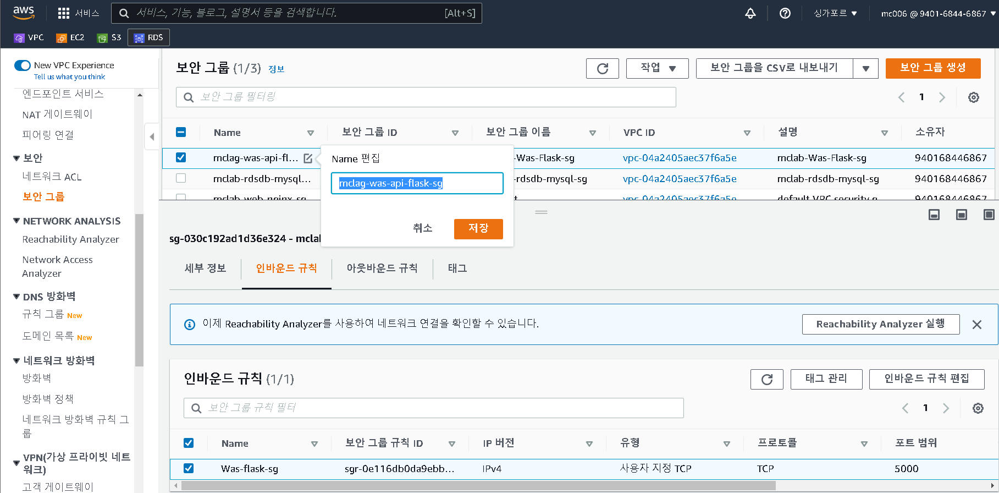 aws
서비스
서비스, 기능, 블로그, 설명서 등을 검색합니다.
[Alt+S]
싱가포르 ▼
mc006 @ 9401-6844-6867 ▼
VPC
EC2
S3
RDS
New VPC Experience
Tell us what you think
엔드포인트 서비스
NAT 게이트웨이
피어링 연결
보안
네트워크 ACL
보안 그룹
NETWORK ANALYSIS
Reachability Analyzer
Network Access
Analyzer
DNS 방화벽
규칙 그룹 New
도메인 목록 New
네트워크 방화벽
방화벽
방화벽 정책
네트워크 방화벽 규칙 그
룹
VPN(가상 프라이빗 네트
워크)
고객 게이트웨이
보안 그룹 (1/3) 정보
작업 ▼
보안 그룹을 CSV로 내보내기
보안 그룹 생성
보안 그룹 필터링
1
Name
보안 그룹 ID
보안 그룹 이름
VPC ID
설명
소유자
mclag-was-api-fl...
-Was-Flask-sg
vpc-04a2405aec37f6a5e
mclab-Was-Flask-sg
940168446867
mclab-rdsdb-mysql...
-rdsdb-mysql-sg
vpc-04a2405aec37f6a5e
mclab-rdsdb-mysql-sg
940168446867
mclab-web-nginx-sg
vpc-04a2405aec37f6a5e
default VPC security g
940168446867
Name 편집
mclag-was-api-flask-sg
취소
저장
sg-030c192ad1d36e324 - mclab
세부 정보
인바운드 규칙
아웃바운드 규칙
태그
이제 Reachability Analyzer를 사용하여 네트워크 연결을 확인할 수 있습니다.
Reachability Analyzer 실행
인바운드 규칙 (1/1)
태그 관리
인바운드 규칙 편집
보안 그룹 규칙 필터
1
Name
보안 그룹 규칙 ID
IP 버전
유형
프로토콜
포트 범위
Was-flask-sg
sgr-0e116db0da9ebb...
IPv4
사용자 지정 TCP
TCP
5000